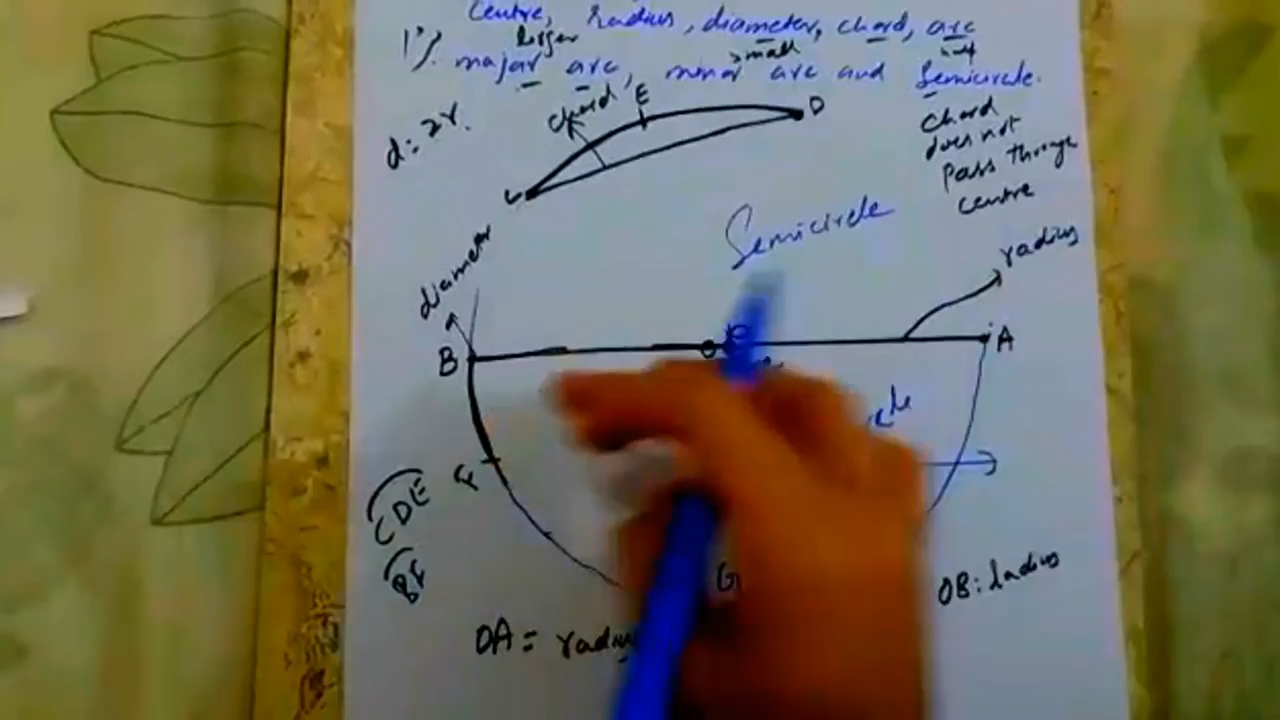 centre, radius, diameter, chord, arc
1%. larger small half
major arc, minor arc and Semicircle.
chord
does not
Pass through
centre
d = 2r.
chord
E
D
C
Semicircle
radius
diameter
B
A
F
CDE
BF
G
OB: radius
OA = radius